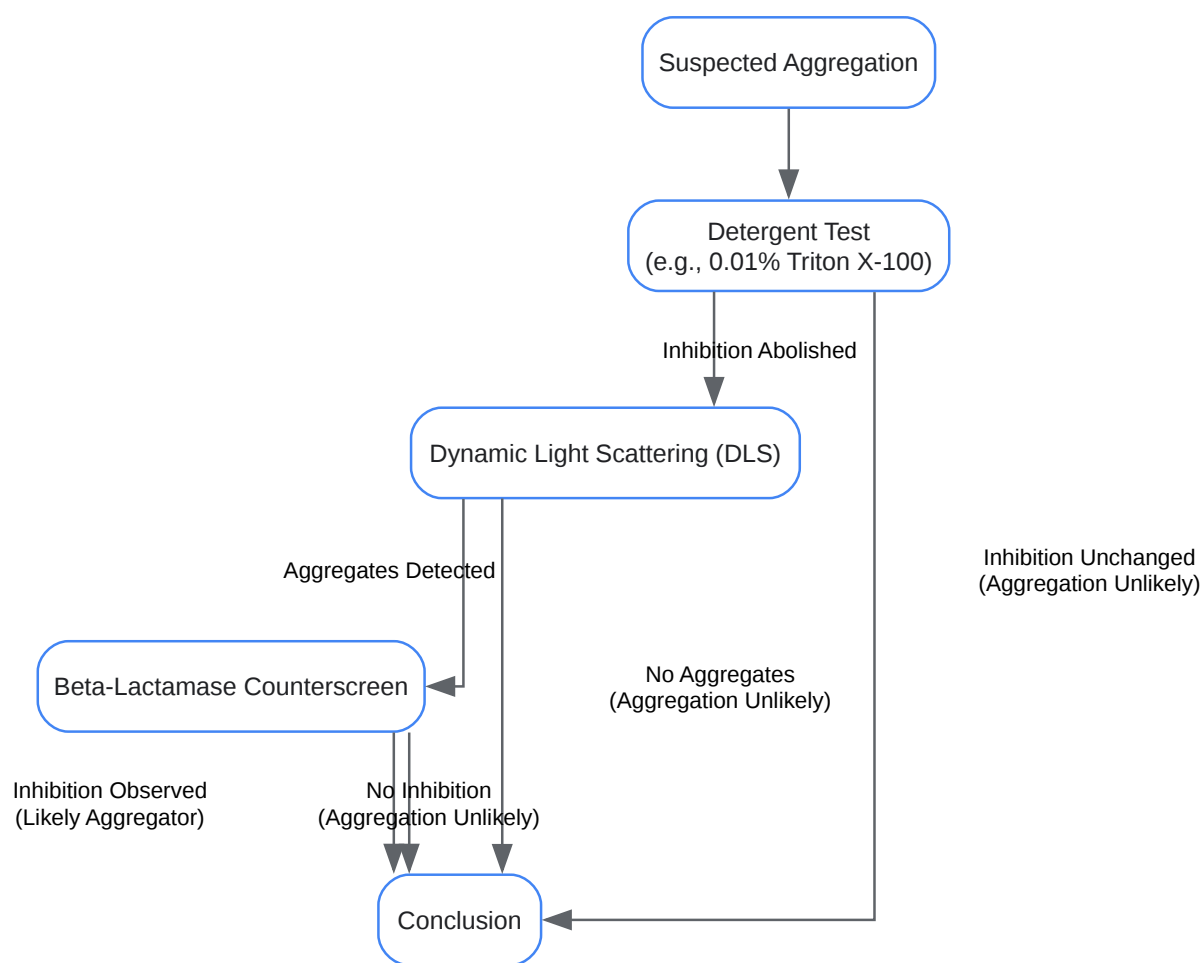 Suspected Aggregation
Detergent Test
(e.g., 0.01% Triton X-100)
Inhibition Abolished
Dynamic Light Scattering (DLS)
Aggregates Detected
Inhibition Unchanged
(Aggregation Unlikely)
No Aggregates
(Aggregation Unlikely)
Beta-Lactamase Counterscreen
Inhibition Observed
(Likely Aggregator)
No Inhibition
(Aggregation Unlikely)
Conclusion